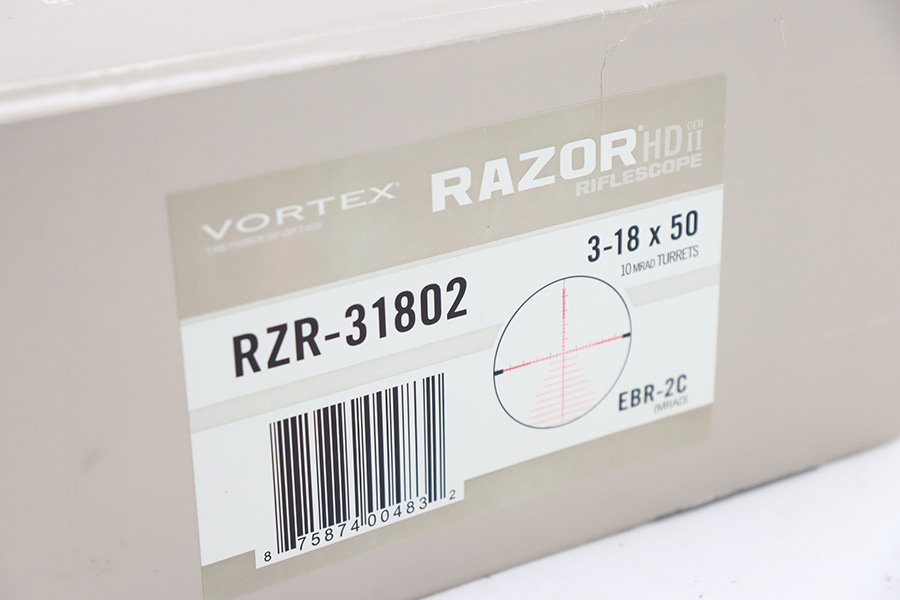 VORTEX®
THE FORCE OF OPTICS
RAZOR® HD GEN II
RIFLESCOPE
3-18 x 50
10 MRAD TURRETS
RZR-31802
EBR-2C
(MRAD)
8 75874 00483 2